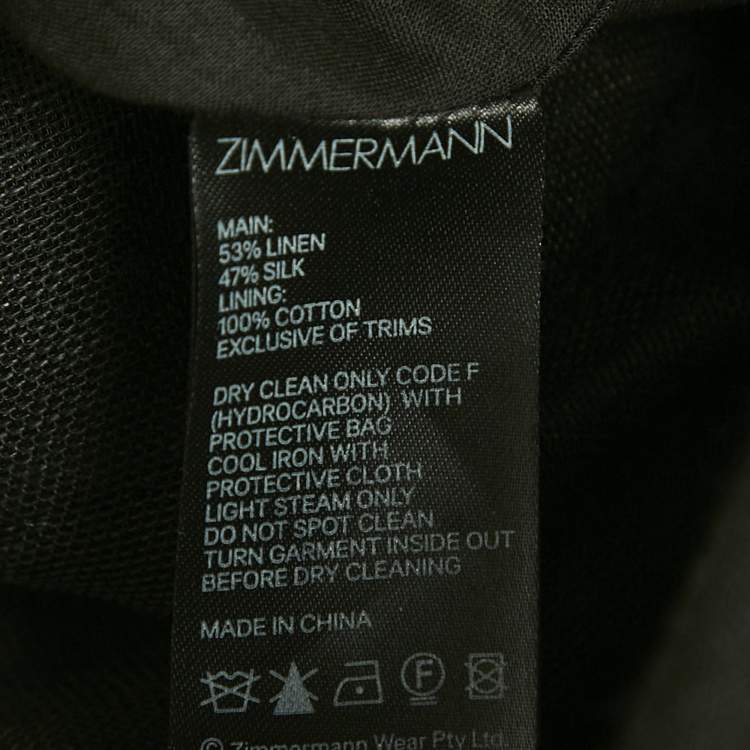 ZIMMERMANN
MAIN:
53% LINEN
47% SILK
LINING:
100% COTTON
EXCLUSIVE OF TRIMS
DRY CLEAN ONLY CODE F
(HYDROCARBON) WITH
PROTECTIVE BAG
COOL IRON WITH
PROTECTIVE CLOTH
LIGHT STEAM ONLY
DO NOT SPOT CLEAN
TURN GARMENT INSIDE OUT
BEFORE DRY CLEANING
MADE IN CHINA
F
© Zimmermann Wear Pty Ltd.